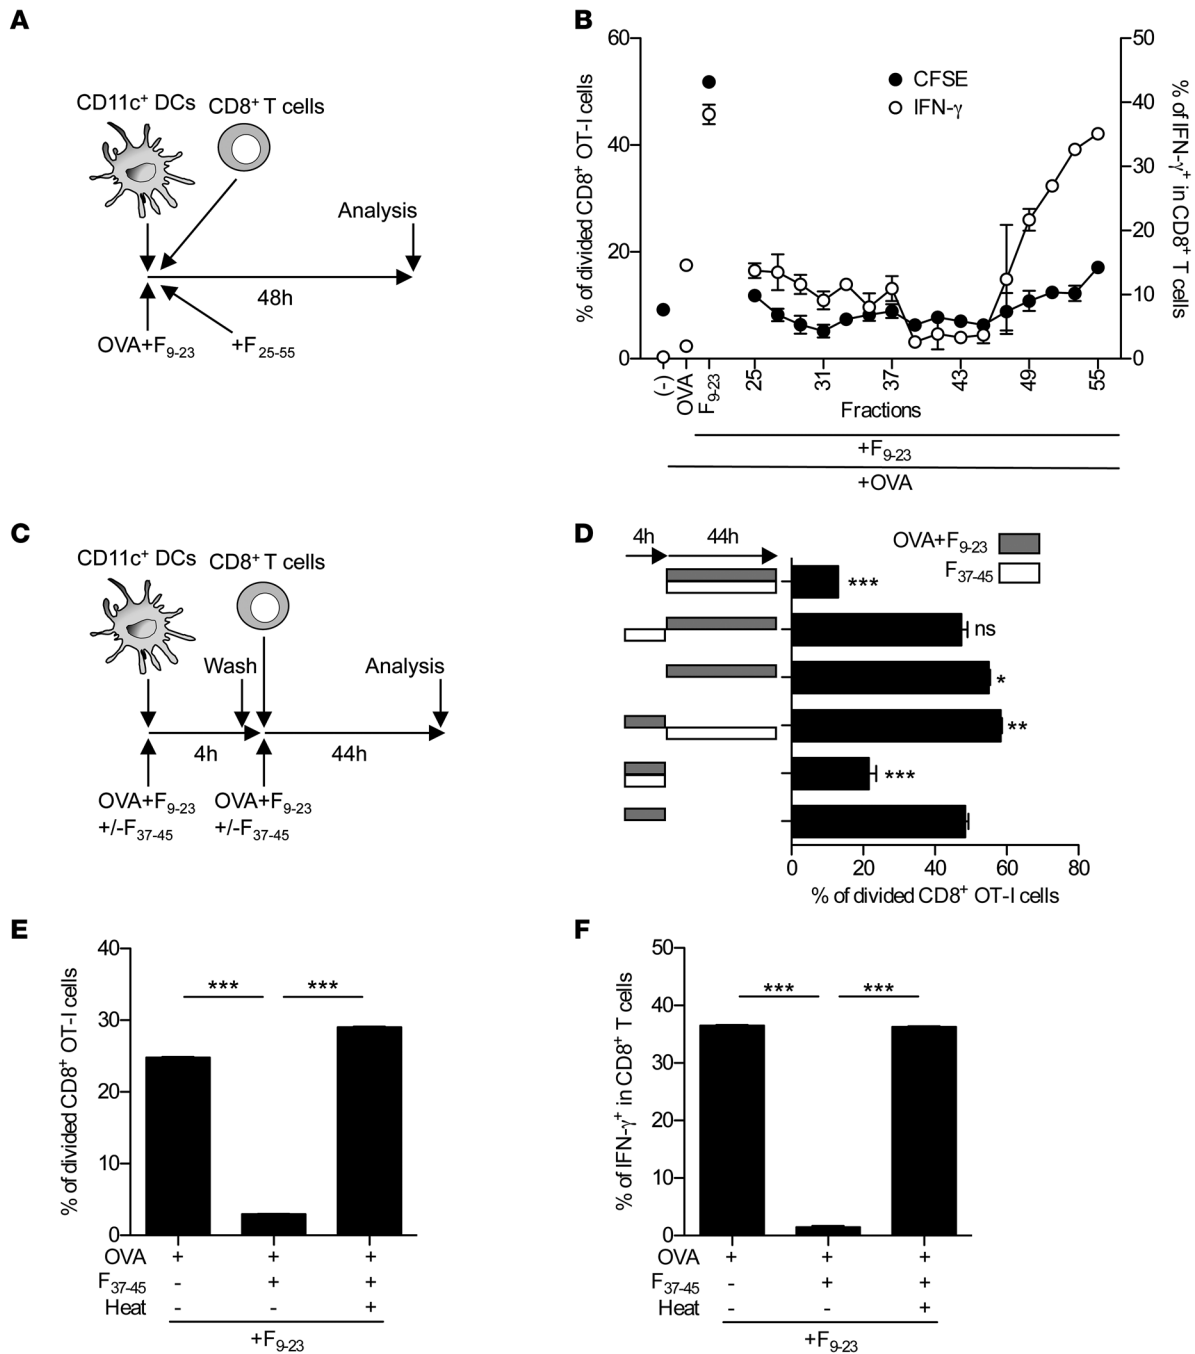 A
CD11c+ DCs
CD8+ T cells
Analysis
48h
OVA+F9-23
+F25-55
B
% of divided CD8+ OT-I cells
60
40
20
0
CFSE
IFN-γ
50
40
30
20
10
0
% of IFN-γ+ in CD8+ T cells
(-)
OVA
F9-23
25
31
37
43
49
55
Fractions
+F9-23
+OVA
C
CD11c+ DCs
CD8+ T cells
Wash
Analysis
4h
44h
OVA+F9-23
+/-F37-45
OVA+F9-23
+/-F37-45
D
4h
44h
OVA+F9-23
F37-45
***
ns
*
**
***
0
20
40
60
80
% of divided CD8+ OT-I cells
E
% of divided CD8+ OT-I cells
40
30
20
10
0
*** ***
OVA + + +
F37-45 - + +
Heat - - +
+F9-23
F
% of IFN-γ+ in CD8+ T cells
50
40
30
20
10
0
*** ***
OVA + + +
F37-45 - + +
Heat - - +
+F9-23